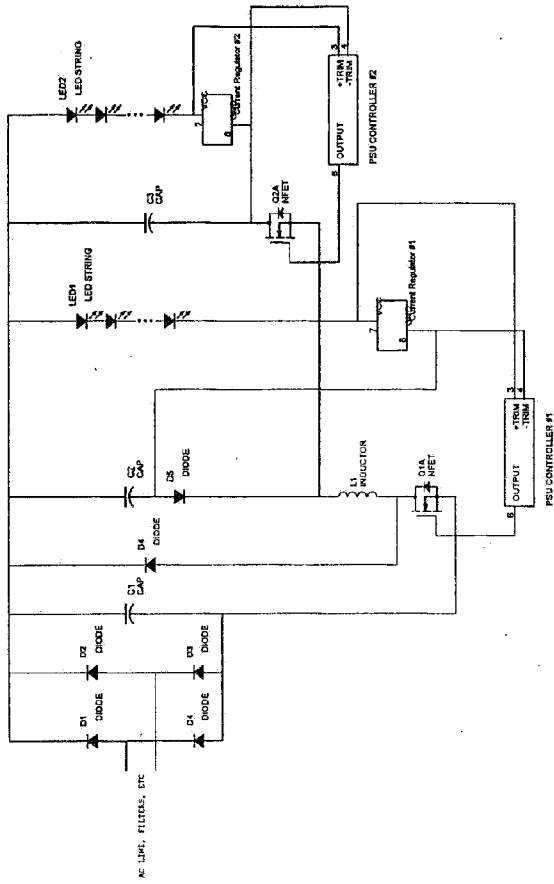 AC LINE, FILTERS, ETC
D1
DIODE
D4
DIODE
D2
DIODE
D3
DIODE
C1
CAP
D4
DIODE
C2
CAP
D5
DIODE
L1
INDUCTOR
Q1A
NFET
6
OUTPUT
+TRIM
-TRIM
3
4
PSU CONTROLLER #1
LED1
LED STRING
7
VCC
8
Current Regulator #1
C3
CAP
Q2A
NFET
LED2
LED STRING
7
VCC
8
Current Regulator #2
6
OUTPUT
+TRIM
-TRIM
3
4
PSU CONTROLLER #2